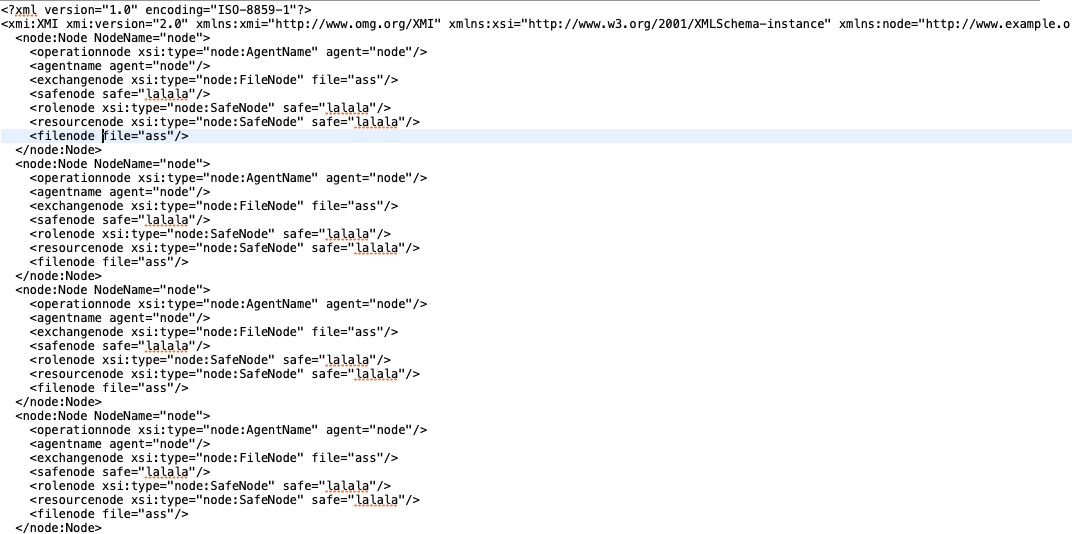 <?xml version="1.0" encoding="ISO-8859-1"?>
<xmi:XMI xmi:version="2.0" xmlns:xmi="http://www.omg.org/XMI" xmlns:xsi="http://www.w3.org/2001/XMLSchema-instance" xmlns:node="http://www.example.o
<node:Node NodeName="node">
<operationnode xsi:type="node:AgentName" agent="node"/>
<agentname agent="node"/>
<exchangenode xsi:type="node:FileNode" file="ass"/>
<safenode safe="lalala"/>
<rolenode xsi:type="node:SafeNode" safe="lalala"/>
<resourcenode xsi:type="node:SafeNode" safe="lalala"/>
<filenode file="ass"/>
</node:Node>
<node:Node NodeName="node">
<operationnode xsi:type="node:AgentName" agent="node"/>
<agentname agent="node"/>
<exchangenode xsi:type="node:FileNode" file="ass"/>
<safenode safe="lalala"/>
<rolenode xsi:type="node:SafeNode" safe="lalala"/>
<resourcenode xsi:type="node:SafeNode" safe="lalala"/>
<filenode file="ass"/>
</node:Node>
<node:Node NodeName="node">
<operationnode xsi:type="node:AgentName" agent="node"/>
<agentname agent="node"/>
<exchangenode xsi:type="node:FileNode" file="ass"/>
<safenode safe="lalala"/>
<rolenode xsi:type="node:SafeNode" safe="lalala"/>
<resourcenode xsi:type="node:SafeNode" safe="lalala"/>
<filenode file="ass"/>
</node:Node>
<node:Node NodeName="node">
<operationnode xsi:type="node:AgentName" agent="node"/>
<agentname agent="node"/>
<exchangenode xsi:type="node:FileNode" file="ass"/>
<safenode safe="lalala"/>
<rolenode xsi:type="node:SafeNode" safe="lalala"/>
<resourcenode xsi:type="node:SafeNode" safe="lalala"/>
<filenode file="ass"/>
</node:Node>